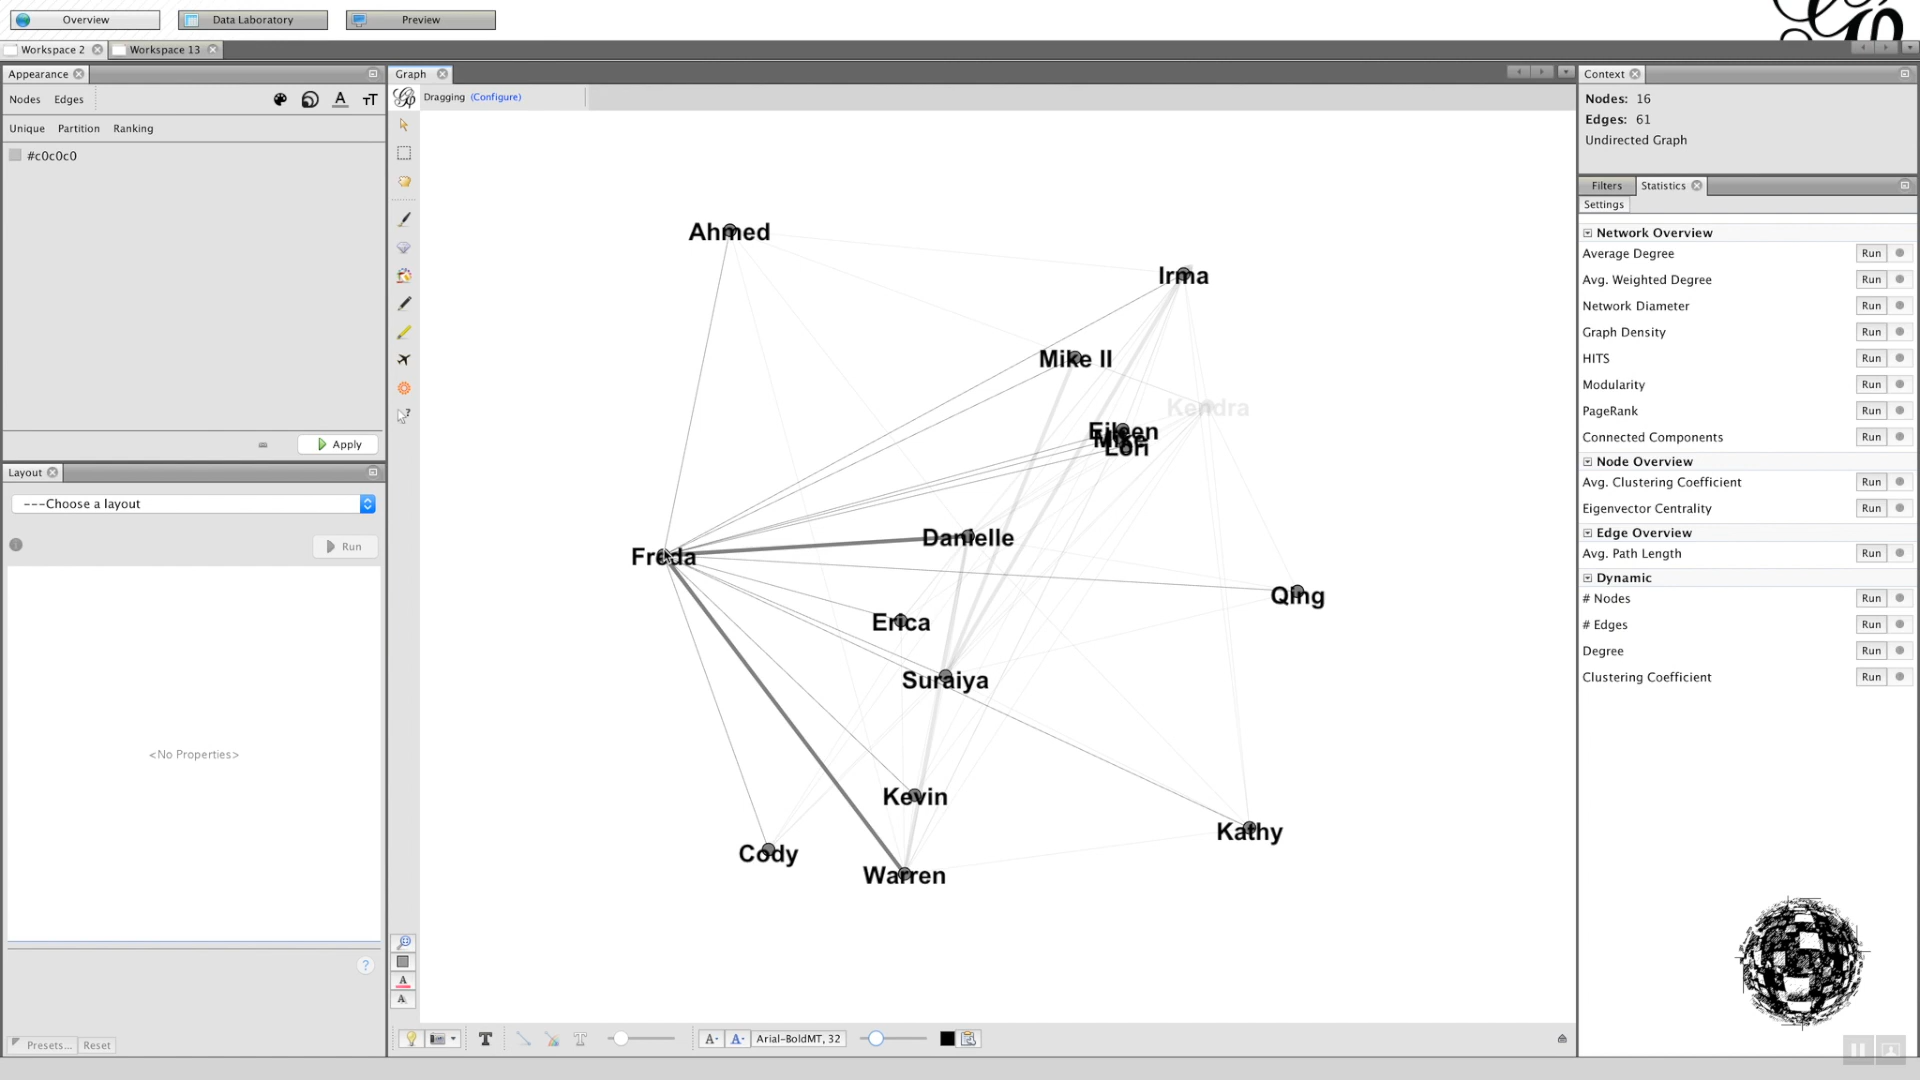 Overview
Data Laboratory
Preview
Workspace 2
Workspace 13
Appearance
Nodes
Edges
Unique
Partition
Ranking
#c0c0c0
Apply
Layout
---Choose a layout
Run
<No Properties>
Presets...
Reset
Graph
Dragging (Configure)
Ahmed
Irma
Mike II
Kendra
Eileen
Mike
Lori
Danielle
Freda
Qing
Erica
Suraiya
Kevin
Kathy
Cody
Warren
Arial-BoldMT, 32
Context
Nodes: 16
Edges: 61
Undirected Graph
Filters
Statistics
Settings
Network Overview
Average Degree Run
Avg. Weighted Degree Run
Network Diameter Run
Graph Density Run
HITS Run
Modularity Run
PageRank Run
Connected Components Run
Node Overview
Avg. Clustering Coefficient Run
Eigenvector Centrality Run
Edge Overview
Avg. Path Length Run
Dynamic
# Nodes Run
# Edges Run
Degree Run
Clustering Coefficient Run